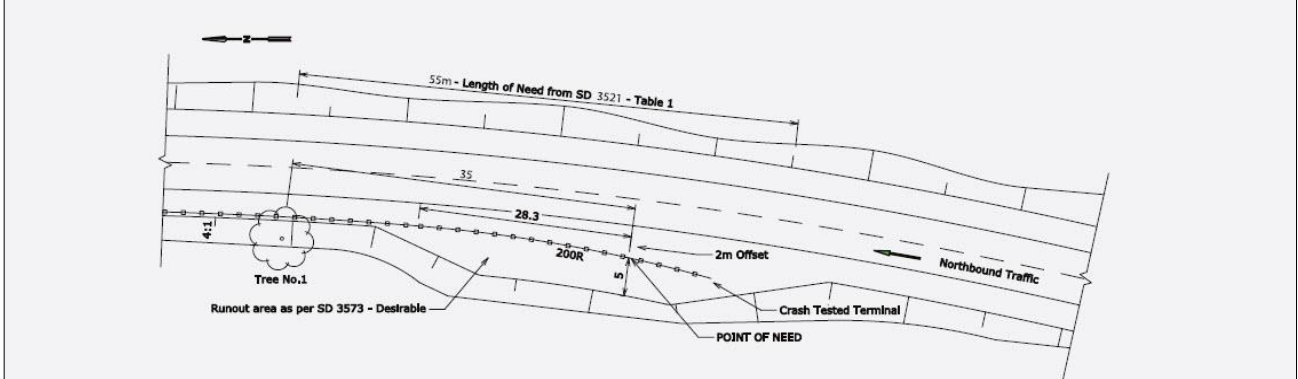 N
55m - Length of Need from SD 3521 - Table 1
35
28.3
4:1
200R
5
2m Offset
Northbound Traffic
Tree No.1
Runout area as per SD 3573 - Desirable
Crash Tested Terminal
POINT OF NEED